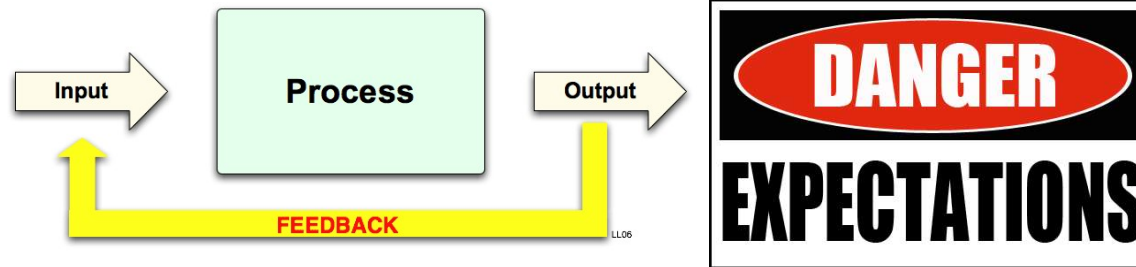 Input
Process
Output
FEEDBACK
LL06
DANGER
EXPECTATIONS